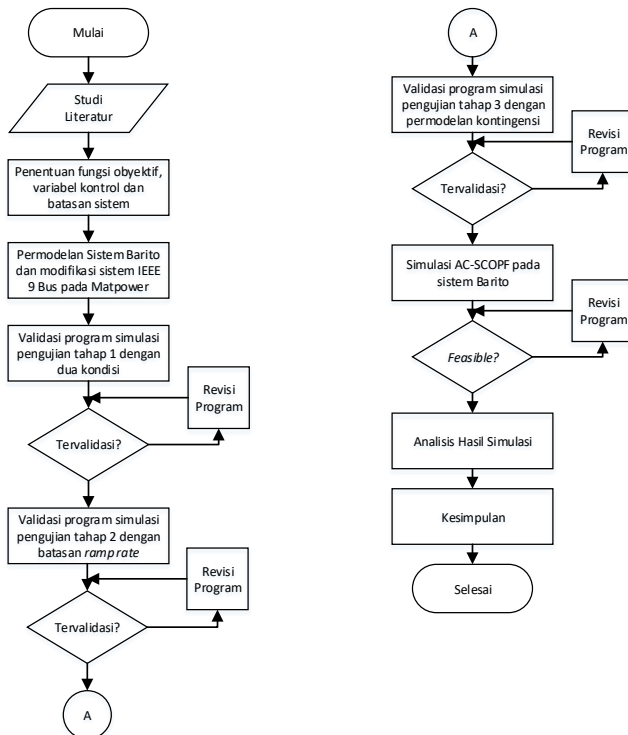 Mulai
Studi
Literatur
Penentuan fungsi obyektif,
variabel kontrol dan
batasan sistem
Permodelan Sistem Barito
dan modifikasi sistem IEEE
9 Bus pada Matpower
Validasi program simulasi
pengujian tahap 1 dengan
dua kondisi
Revisi
Program
Tervalidasi?
Validasi program simulasi
pengujian tahap 2 dengan
batasan ramp rate
Revisi
Program
Tervalidasi?
A
A
Validasi program simulasi
pengujian tahap 3 dengan
permodelan kontingensi
Revisi
Program
Tervalidasi?
Simulasi AC-SCOPF pada
sistem Barito
Revisi
Program
Feasible?
Analisis Hasil Simulasi
Kesimpulan
Selesai